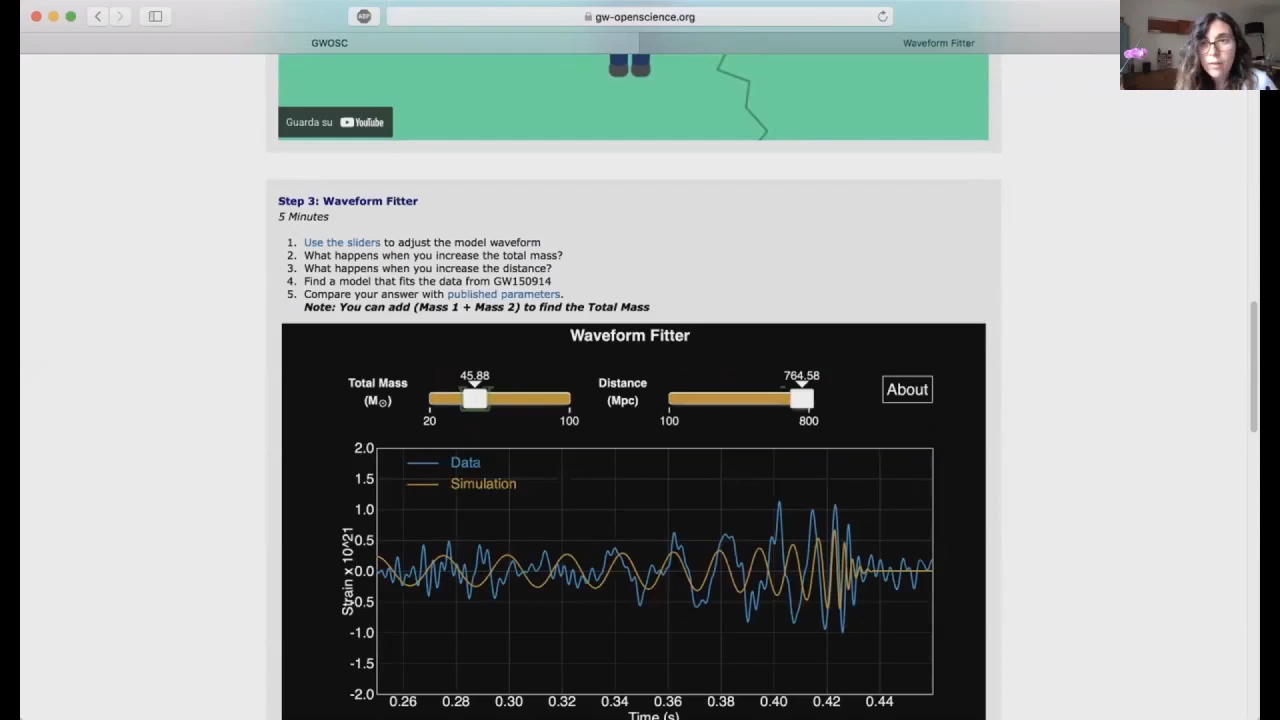 ABP
gw-openscience.org
GWOSC
Waveform Fitter
Guarda su YouTube
Step 3: Waveform Fitter
5 Minutes
1. Use the sliders to adjust the model waveform
2. What happens when you increase the total mass?
3. What happens when you increase the distance?
4. Find a model that fits the data from GW150914
5. Compare your answer with published parameters.
Note: You can add (Mass 1 + Mass 2) to find the Total Mass
Waveform Fitter
45.88
764.58
Total Mass
Distance
About
(M⊙)
(Mpc)
20
100
100
800
2.0
Data
1.5
Simulation
1.0
0.5
0.0
-0.5
-1.0
-1.5
-2.0
Strain x 10^21
0.26 0.28 0.30 0.32 0.34 0.36 0.38 0.40 0.42 0.44
Time (s)